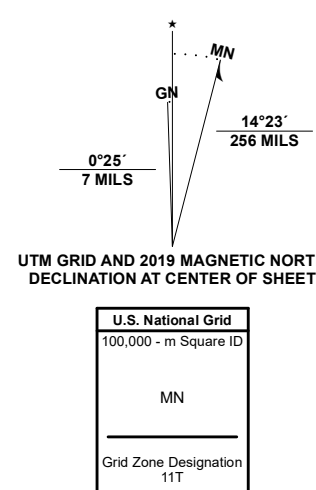 ★
MN
GN
14°23´
256 MILS
0°25´
7 MILS
UTM GRID AND 2019 MAGNETIC NORT
DECLINATION AT CENTER OF SHEET
U.S. National Grid
100,000 - m Square ID
MN
Grid Zone Designation
11T